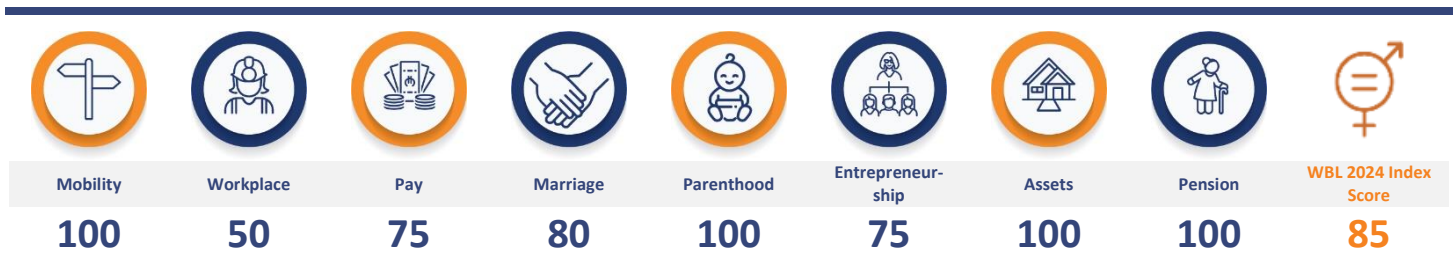 Mobility
Workplace
Pay
Marriage
Parenthood
Entrepreneur-
ship
Assets
Pension
WBL 2024 Index
Score
100
50
75
80
100
75
100
100
85